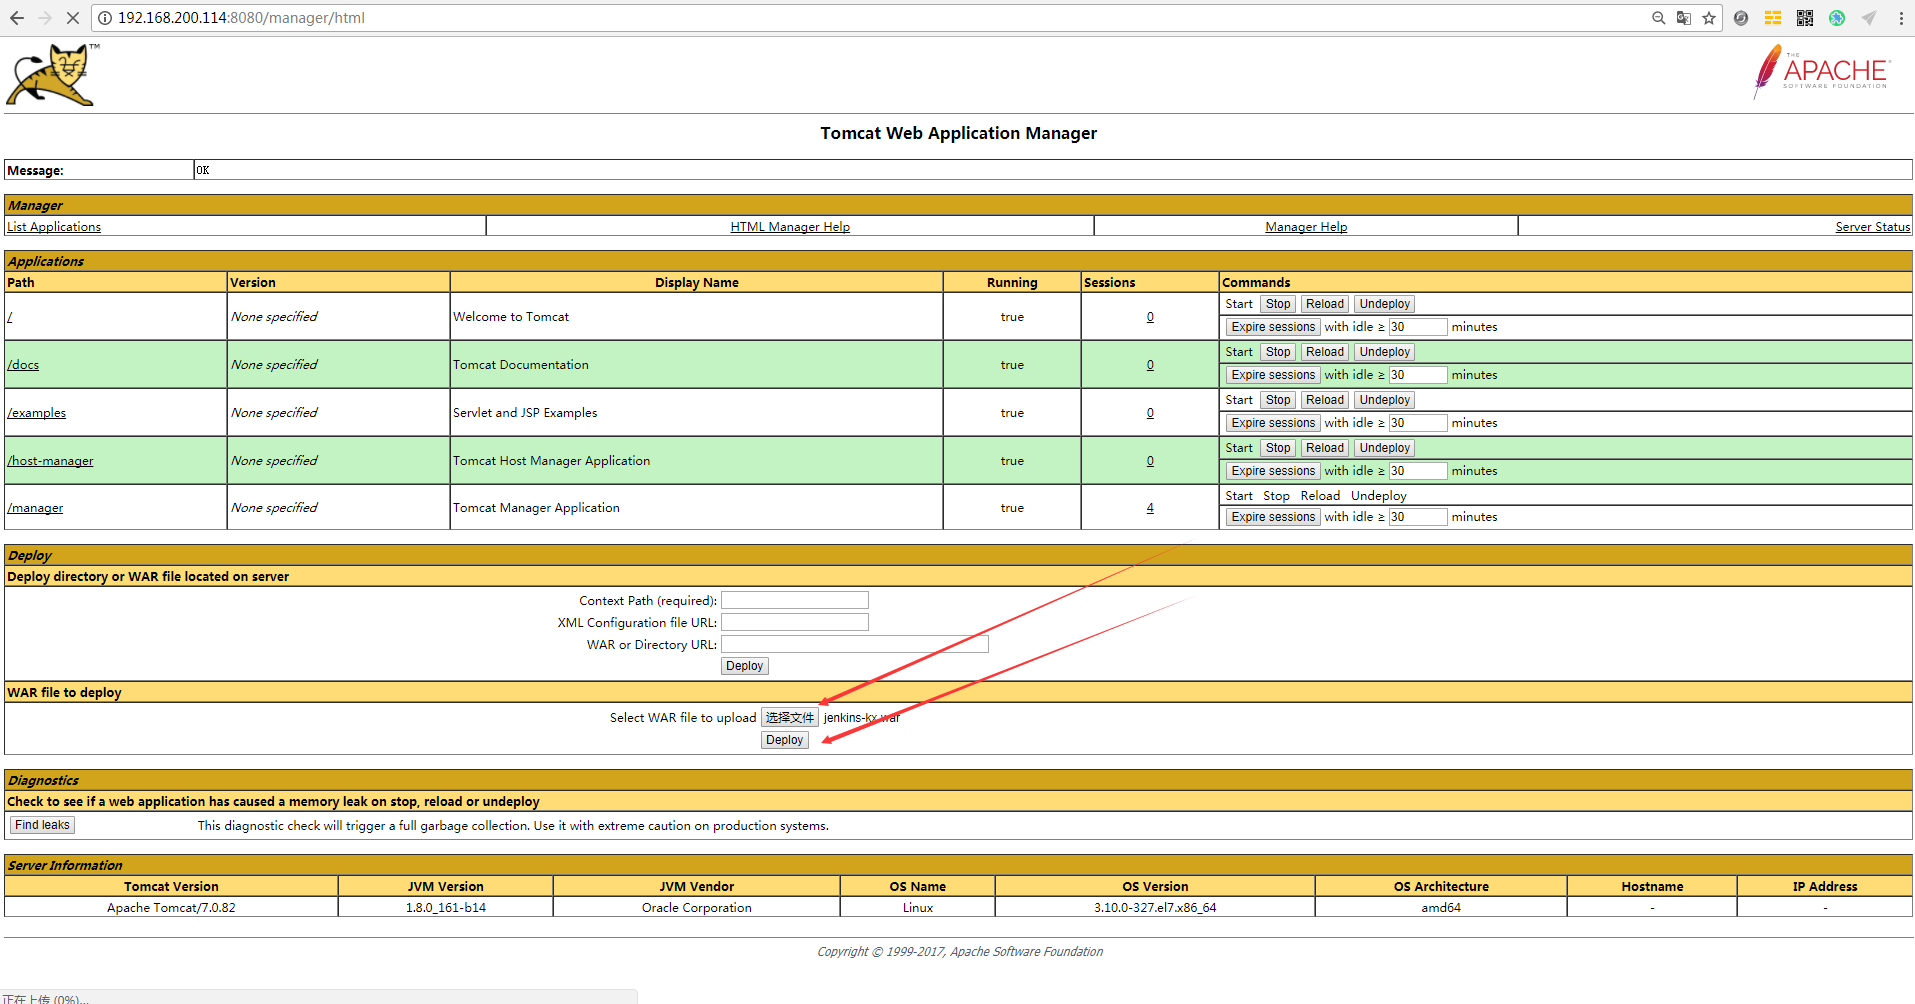 192.168.200.114:8080/manager/html
TM
THE
APACHE
SOFTWARE FOUNDATION
Tomcat Web Application Manager
Message: OK
Manager
List Applications HTML Manager Help Manager Help Server Status
Applications
Path Version Display Name Running Sessions Commands
/ None specified Welcome to Tomcat true 0 Start Stop Reload Undeploy
Expire sessions with idle ≥ 30 minutes
/docs None specified Tomcat Documentation true 0 Start Stop Reload Undeploy
Expire sessions with idle ≥ 30 minutes
/examples None specified Servlet and JSP Examples true 0 Start Stop Reload Undeploy
Expire sessions with idle ≥ 30 minutes
/host-manager None specified Tomcat Host Manager Application true 0 Start Stop Reload Undeploy
Expire sessions with idle ≥ 30 minutes
/manager None specified Tomcat Manager Application true 4 Start Stop Reload Undeploy
Expire sessions with idle ≥ 30 minutes
Deploy
Deploy directory or WAR file located on server
Context Path (required):
XML Configuration file URL:
WAR or Directory URL:
Deploy
WAR file to deploy
Select WAR file to upload 选择文件 jenkins-kx.war
Deploy
Diagnostics
Check to see if a web application has caused a memory leak on stop, reload or undeploy
Find leaks This diagnostic check will trigger a full garbage collection. Use it with extreme caution on production systems.
Server Information
Tomcat Version JVM Version JVM Vendor OS Name OS Version OS Architecture Hostname IP Address
Apache Tomcat/7.0.82 1.8.0_161-b14 Oracle Corporation Linux 3.10.0-327.el7.x86_64 amd64 - -
Copyright © 1999-2017, Apache Software Foundation
正在上传 (0%)...